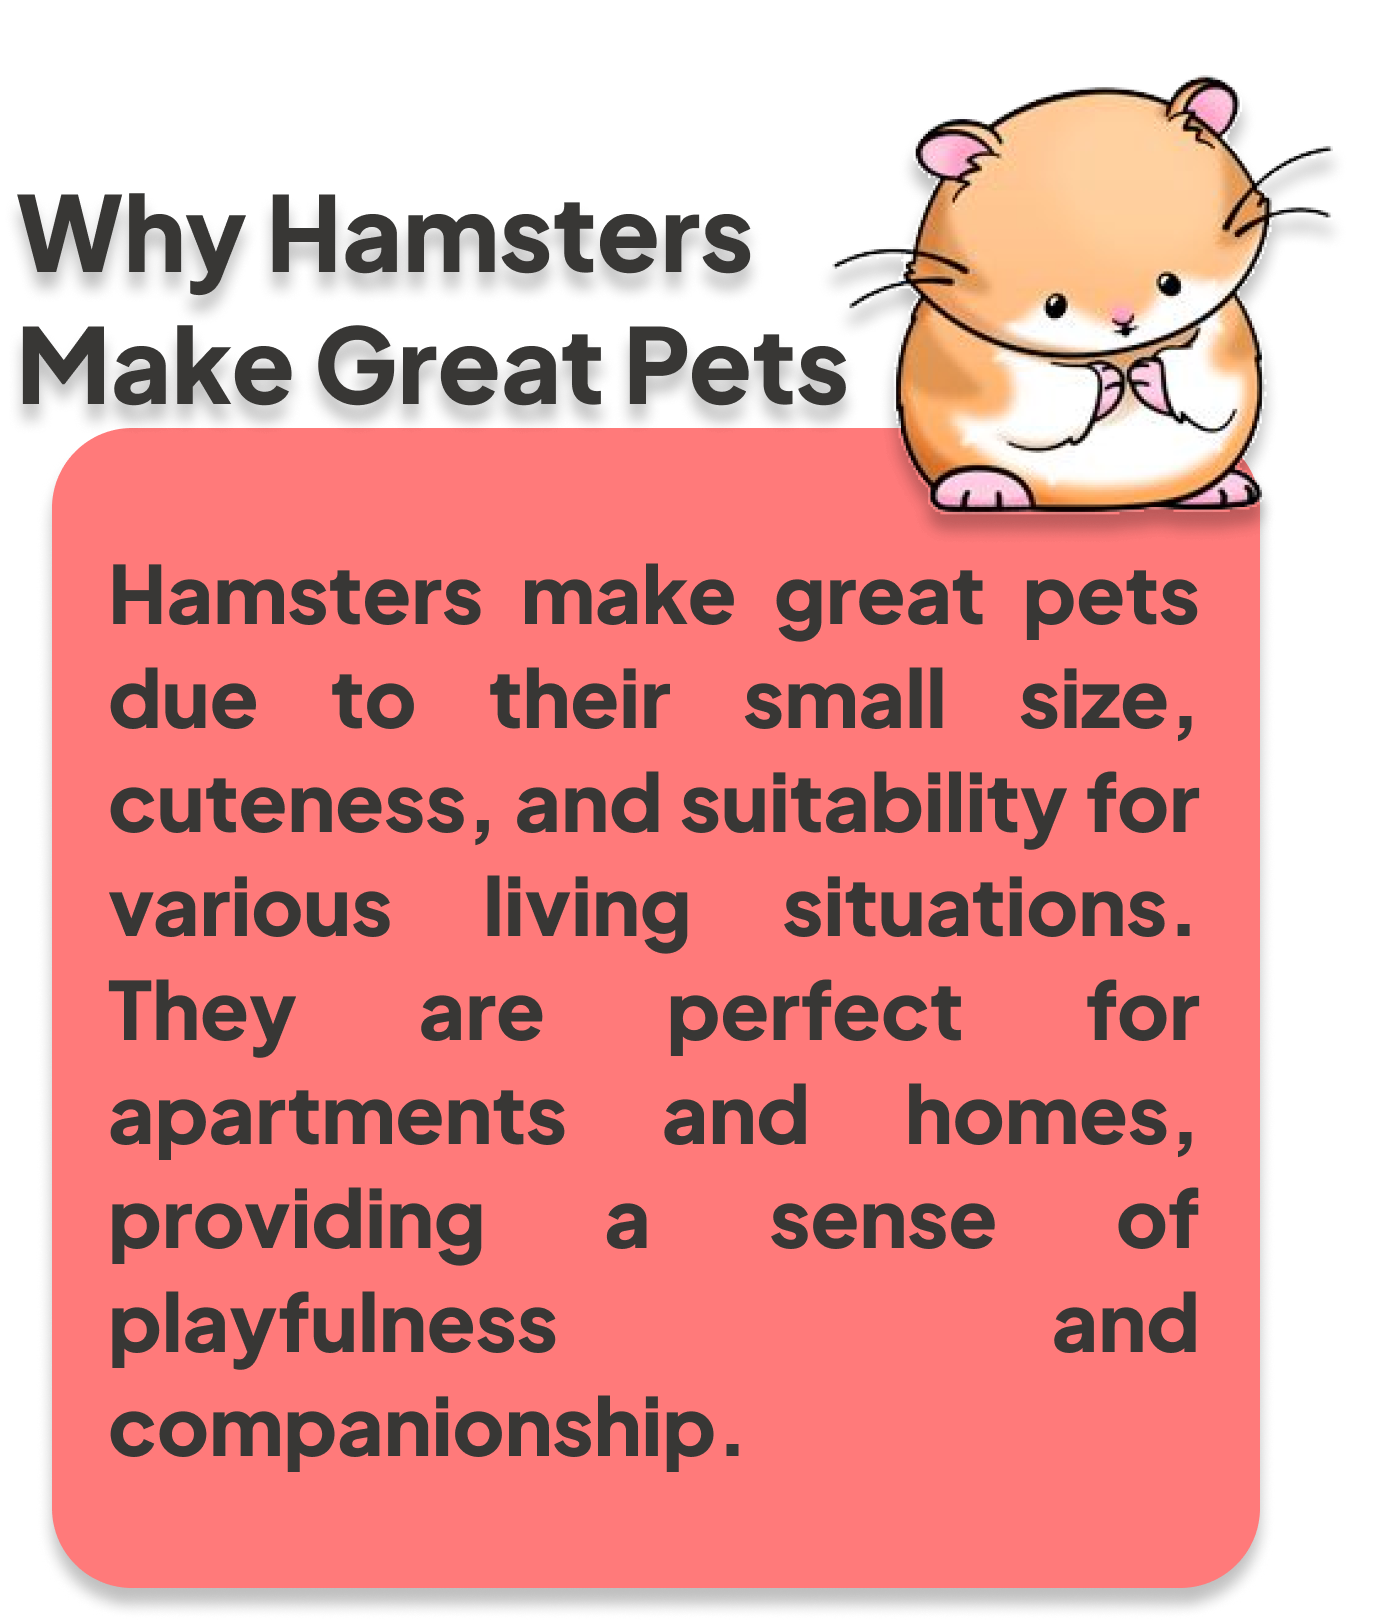 Why Hamsters
Make Great Pets
Hamsters make great pets
due to their small size,
cuteness, and suitability for
various living situations.
They are perfect for
apartments and homes,
providing a sense of
playfulness and
companionship.